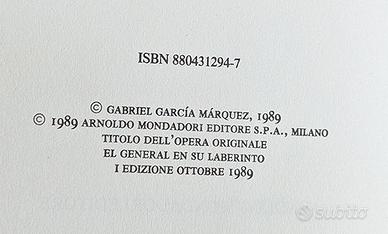 ISBN 880431294-7
© GABRIEL GARCÍA MÁRQUEZ, 1989
© 1989 ARNOLDO MONDADORI EDITORE S.P.A., MILANO
TITOLO DELL'OPERA ORIGINALE
EL GENERAL EN SU LABERINTO
I EDIZIONE OTTOBRE 1989
subito